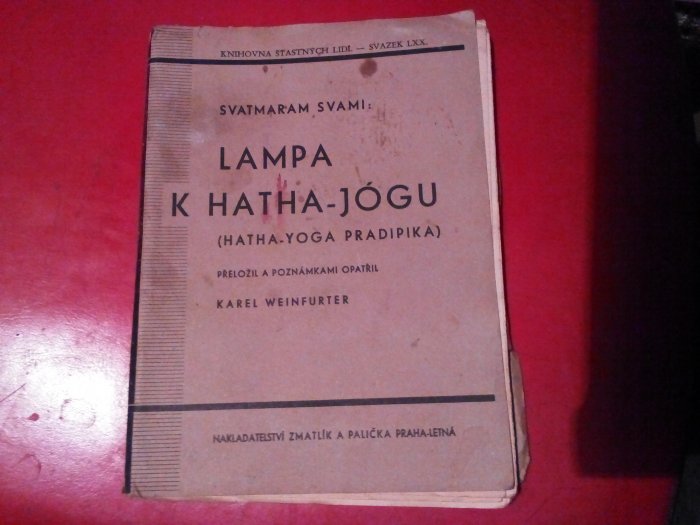 KNIHOVNA ŠŤASTNÝCH LIDÍ. — SVAZEK LXX.
SVATMARAM SVAMI:
LAMPA
K HATHA-JÓGU
(HATHA-YOGA PRADIPIKA)
PŘELOŽIL A POZNÁMKAMI OPATŘIL
KAREL WEINFURTER
NAKLADATELSTVÍ ZMATLÍK A PALIČKA PRAHA-LETNÁ